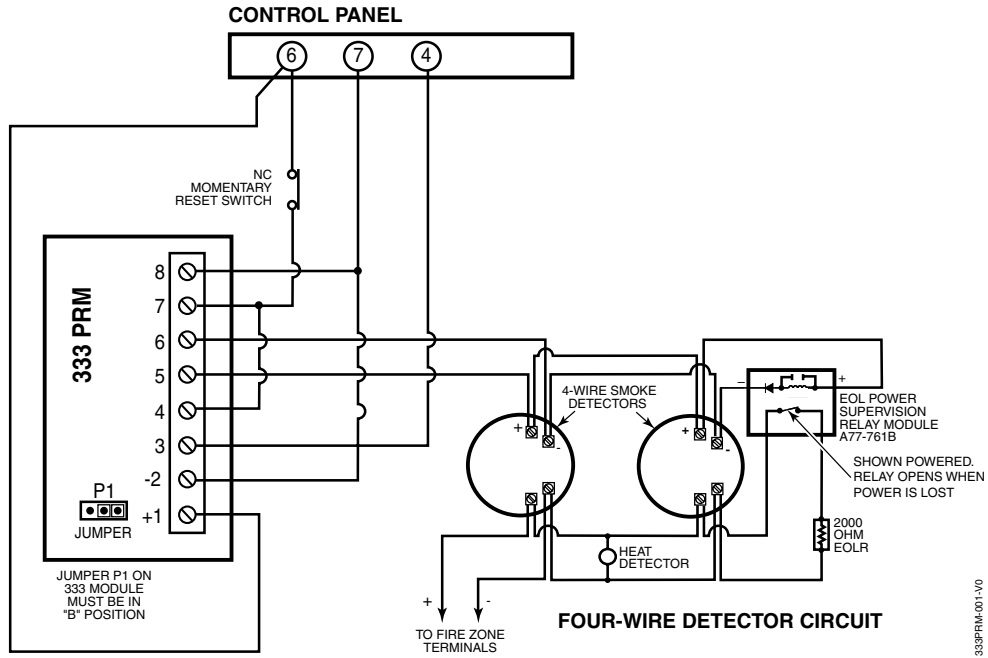 CONTROL PANEL
6 7 4
NC
MOMENTARY
RESET SWITCH
333 PRM
8
7
6
5
4
3
-2
+1
P1
JUMPER
JUMPER P1 ON
333 MODULE
MUST BE IN
"B" POSITION
4-WIRE SMOKE
DETECTORS
+ -
+ -
- +
EOL POWER
SUPERVISION
RELAY MODULE
A77-761B
SHOWN POWERED.
RELAY OPENS WHEN
POWER IS LOST
2000
OHM
EOLR
HEAT
DETECTOR
+ -
TO FIRE ZONE
TERMINALS
FOUR-WIRE DETECTOR CIRCUIT
333PRM-001-V0